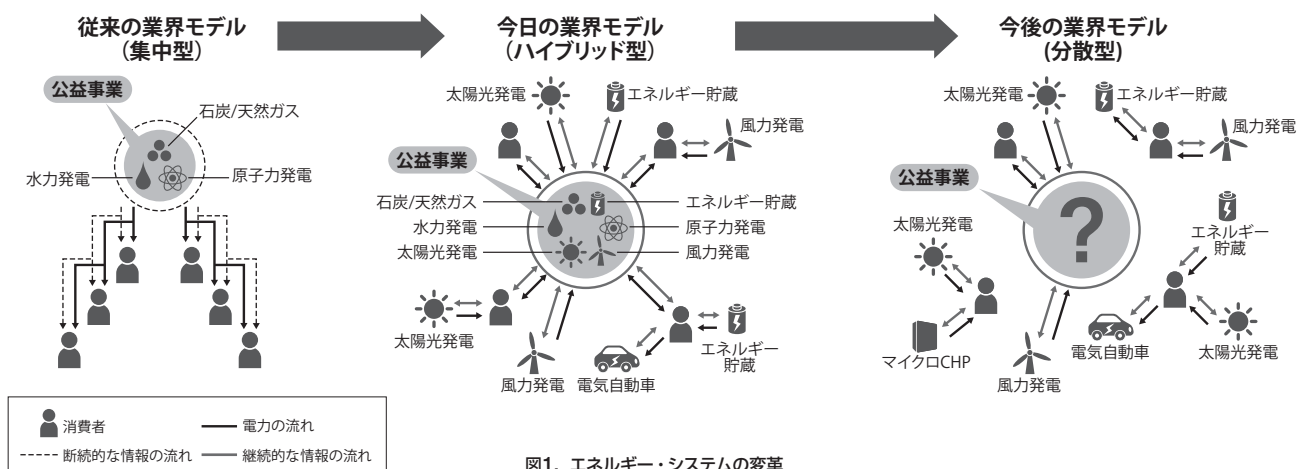 従来の業界モデル
（集中型）
公益事業
石炭/天然ガス
水力発電
原子力発電
今日の業界モデル
（ハイブリッド型）
太陽光発電
エネルギー貯蔵
風力発電
公益事業
石炭/天然ガス
エネルギー貯蔵
水力発電
原子力発電
太陽光発電
風力発電
太陽光発電
風力発電
電気自動車
エネルギー
貯蔵
今後の業界モデル
(分散型)
太陽光発電
エネルギー貯蔵
風力発電
公益事業
?
太陽光発電
マイクロCHP
風力発電
エネルギー
貯蔵
電気自動車
太陽光発電
消費者
電力の流れ
断続的な情報の流れ
継続的な情報の流れ
図1. エネルギー・システムの変革